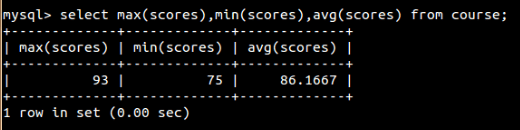 mysql> select max(scores),min(scores),avg(scores) from course;
+-------------+-------------+-------------+
| max(scores) | min(scores) | avg(scores) |
+-------------+-------------+-------------+
|          93 |          75 |     86.1667 |
+-------------+-------------+-------------+
1 row in set (0.00 sec)